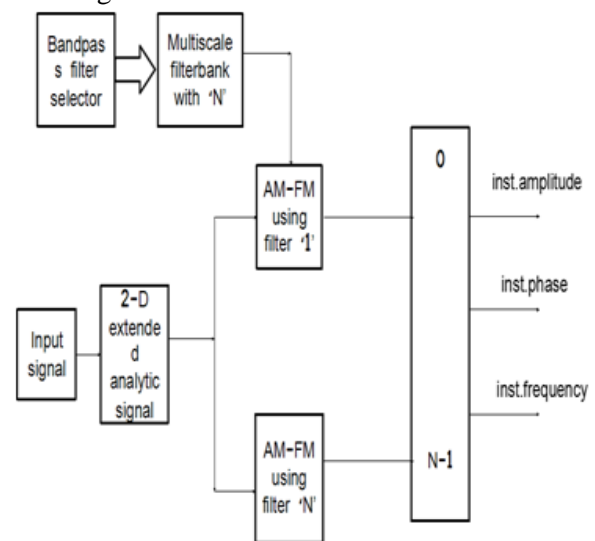 Bandpas
s filter
selector
Multiscale
filterbank
with 'N'
AM-FM
using
filter '1'
0
inst.amplitude
inst.phase
inst.frequency
N-1
Input
signal
2-D
extende
d
analytic
signal
AM-FM
using
filter 'N'